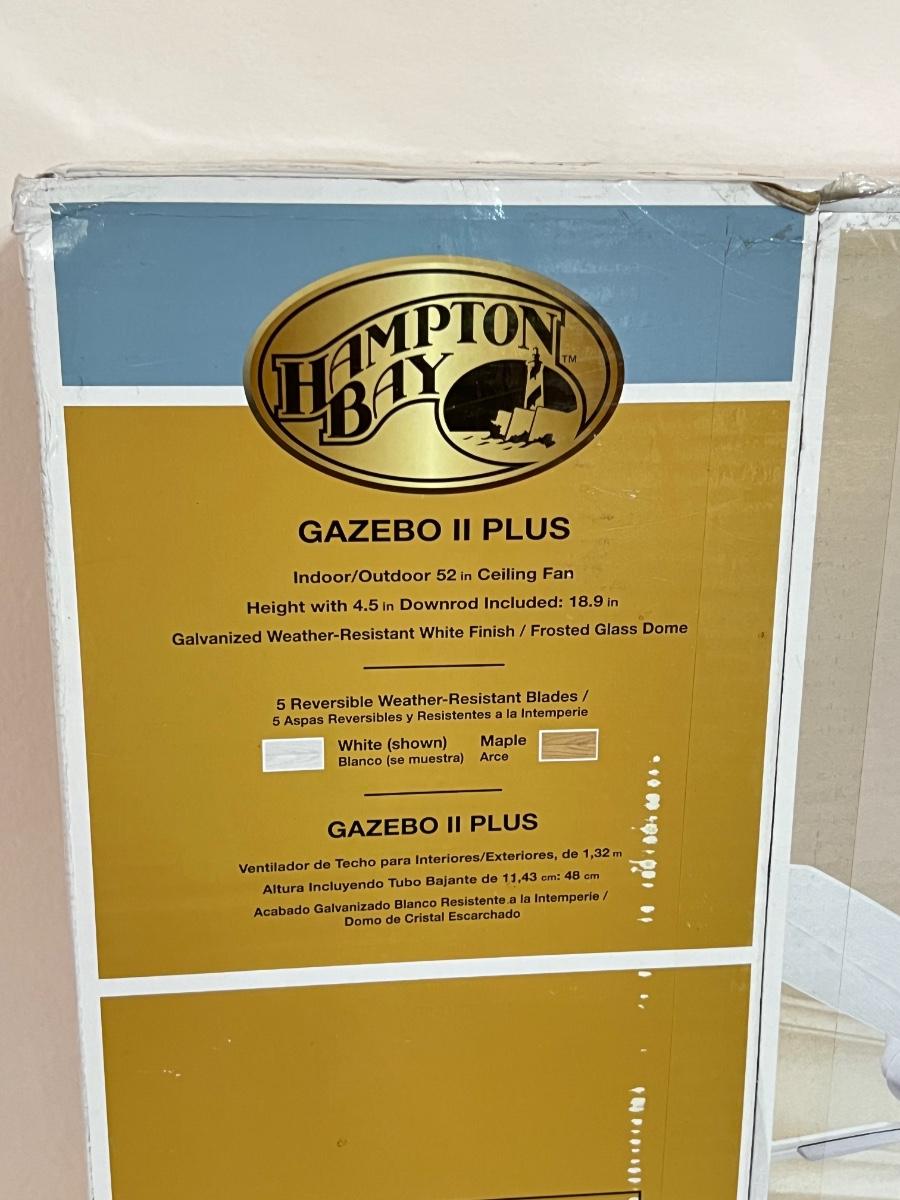 HAMPTON
BAY
™
GAZEBO II PLUS
Indoor/Outdoor 52 in Ceiling Fan
Height with 4.5 in Downrod Included: 18.9 in
Galvanized Weather-Resistant White Finish / Frosted Glass Dome
5 Reversible Weather-Resistant Blades /
5 Aspas Reversibles y Resistentes a la Intemperie
White (shown) Maple
Blanco (se muestra) Arce
GAZEBO II PLUS
Ventilador de Techo para Interiores/Exteriores, de 1,32 m
Altura Incluyendo Tubo Bajante de 11,43 cm: 48 cm
Acabado Galvanizado Blanco Resistente a la Intemperie /
Domo de Cristal Escarchado